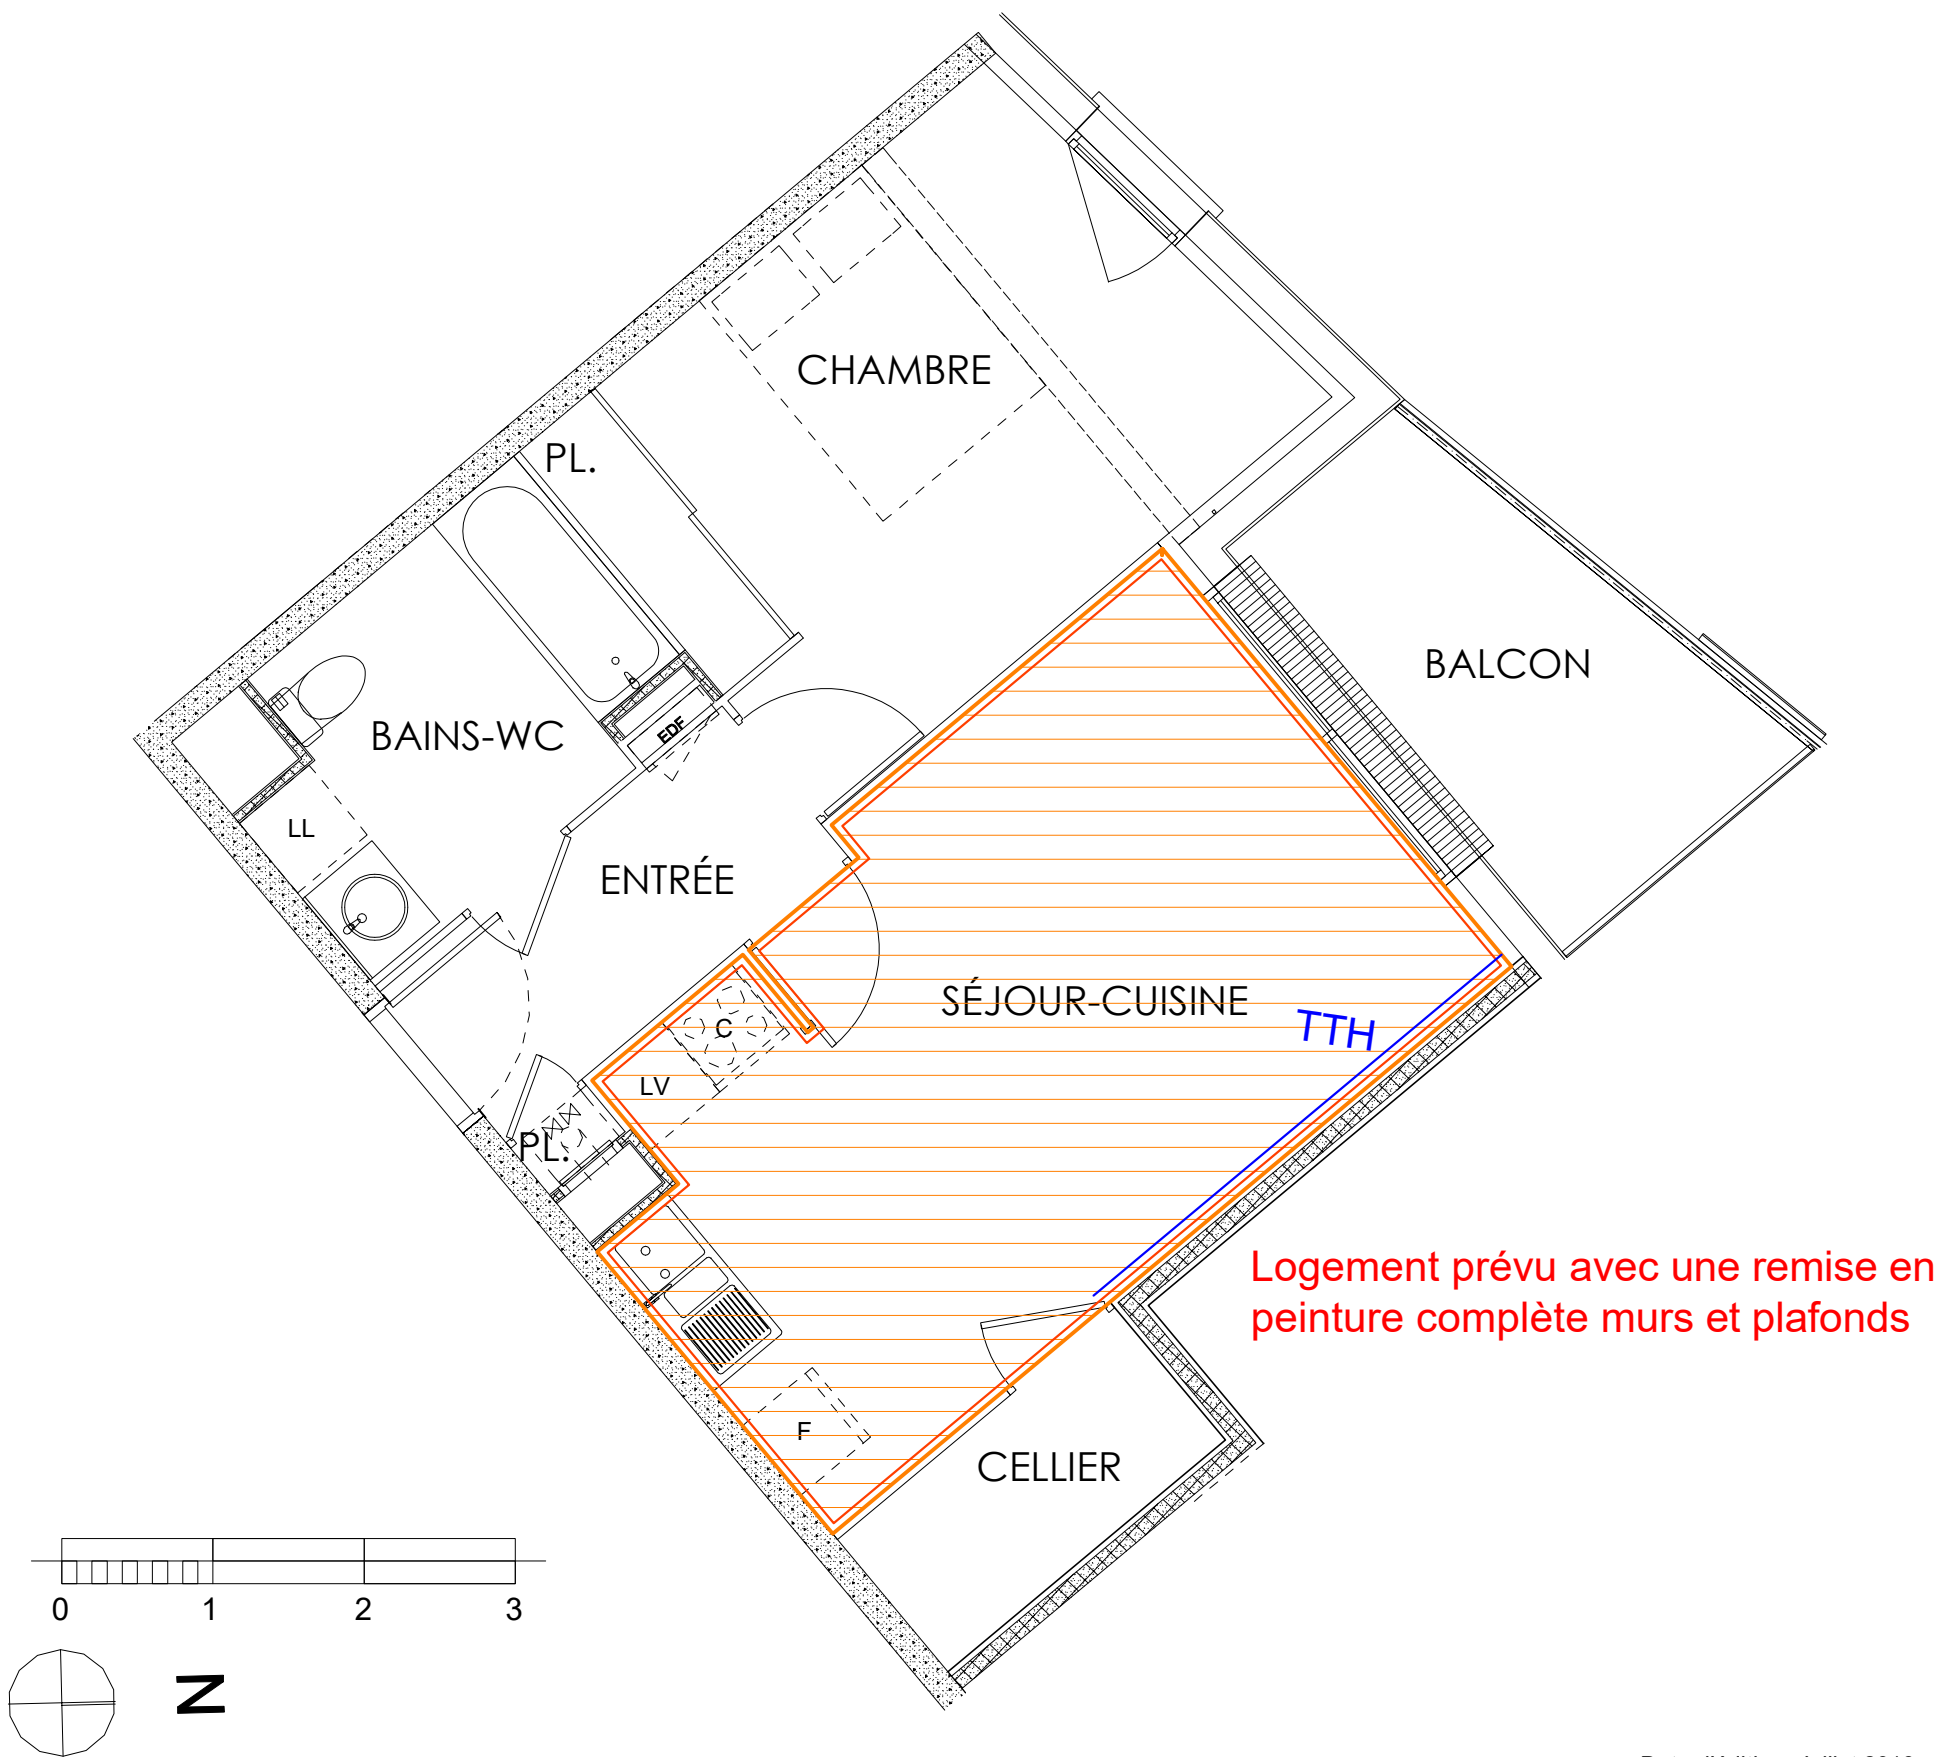 CHAMBRE
PL.
BALCON
BAINS-WC
EDF
LL
ENTRÉE
SÉJOUR-CUISINE
TTH
C
LV
PL.
Logement prévu avec une remise en
peinture complète murs et plafonds
F
CELLIER
0 1 2 3
N